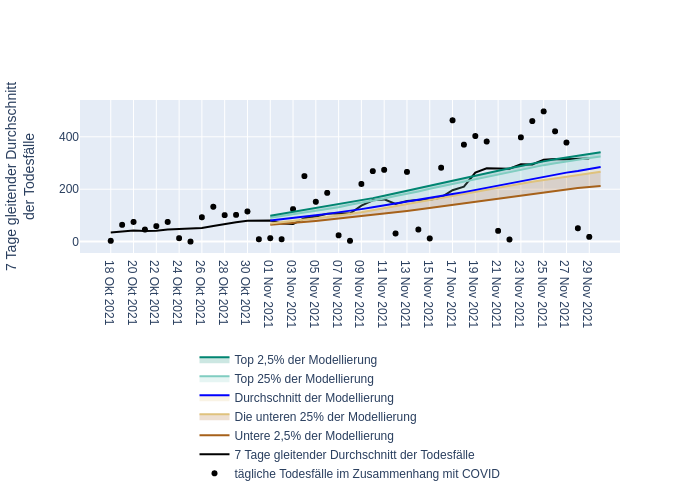 7 Tage gleitender Durchschnitt
der Todesfälle
400
200
0
18 Okt 2021
20 Okt 2021
22 Okt 2021
24 Okt 2021
26 Okt 2021
28 Okt 2021
30 Okt 2021
01 Nov 2021
03 Nov 2021
05 Nov 2021
07 Nov 2021
09 Nov 2021
11 Nov 2021
13 Nov 2021
15 Nov 2021
17 Nov 2021
19 Nov 2021
21 Nov 2021
23 Nov 2021
25 Nov 2021
27 Nov 2021
29 Nov 2021
Top 2,5% der Modellierung
Top 25% der Modellierung
Durchschnitt der Modellierung
Die unteren 25% der Modellierung
Untere 2,5% der Modellierung
7 Tage gleitender Durchschnitt der Todesfälle
tägliche Todesfälle im Zusammenhang mit COVID